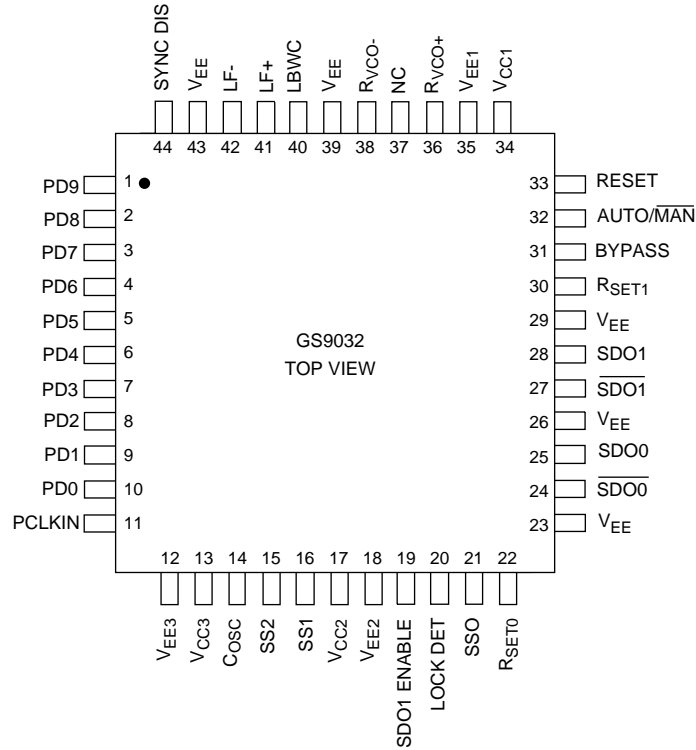 SYNC DIS
VEE
LF-
LF+
LBWC
VEE
RVCO-
NC
RVCO+
VEE1
VCC1
44 43 42 41 40 39 38 37 36 35 34
PD9 1
PD8 2
PD7 3
PD6 4
PD5 5
PD4 6
PD3 7
PD2 8
PD1 9
PD0 10
PCLKIN 11
GS9032
TOP VIEW
33 RESET
32 AUTO/MAN
31 BYPASS
30 RSET1
29 VEE
28 SDO1
27 SDO1
26 VEE
25 SDO0
24 SDO0
23 VEE
12 13 14 15 16 17 18 19 20 21 22
VEE3
VCC3
COSC
SS2
SS1
VCC2
VEE2
SDO1 ENABLE
LOCK DET
SSO
RSET0